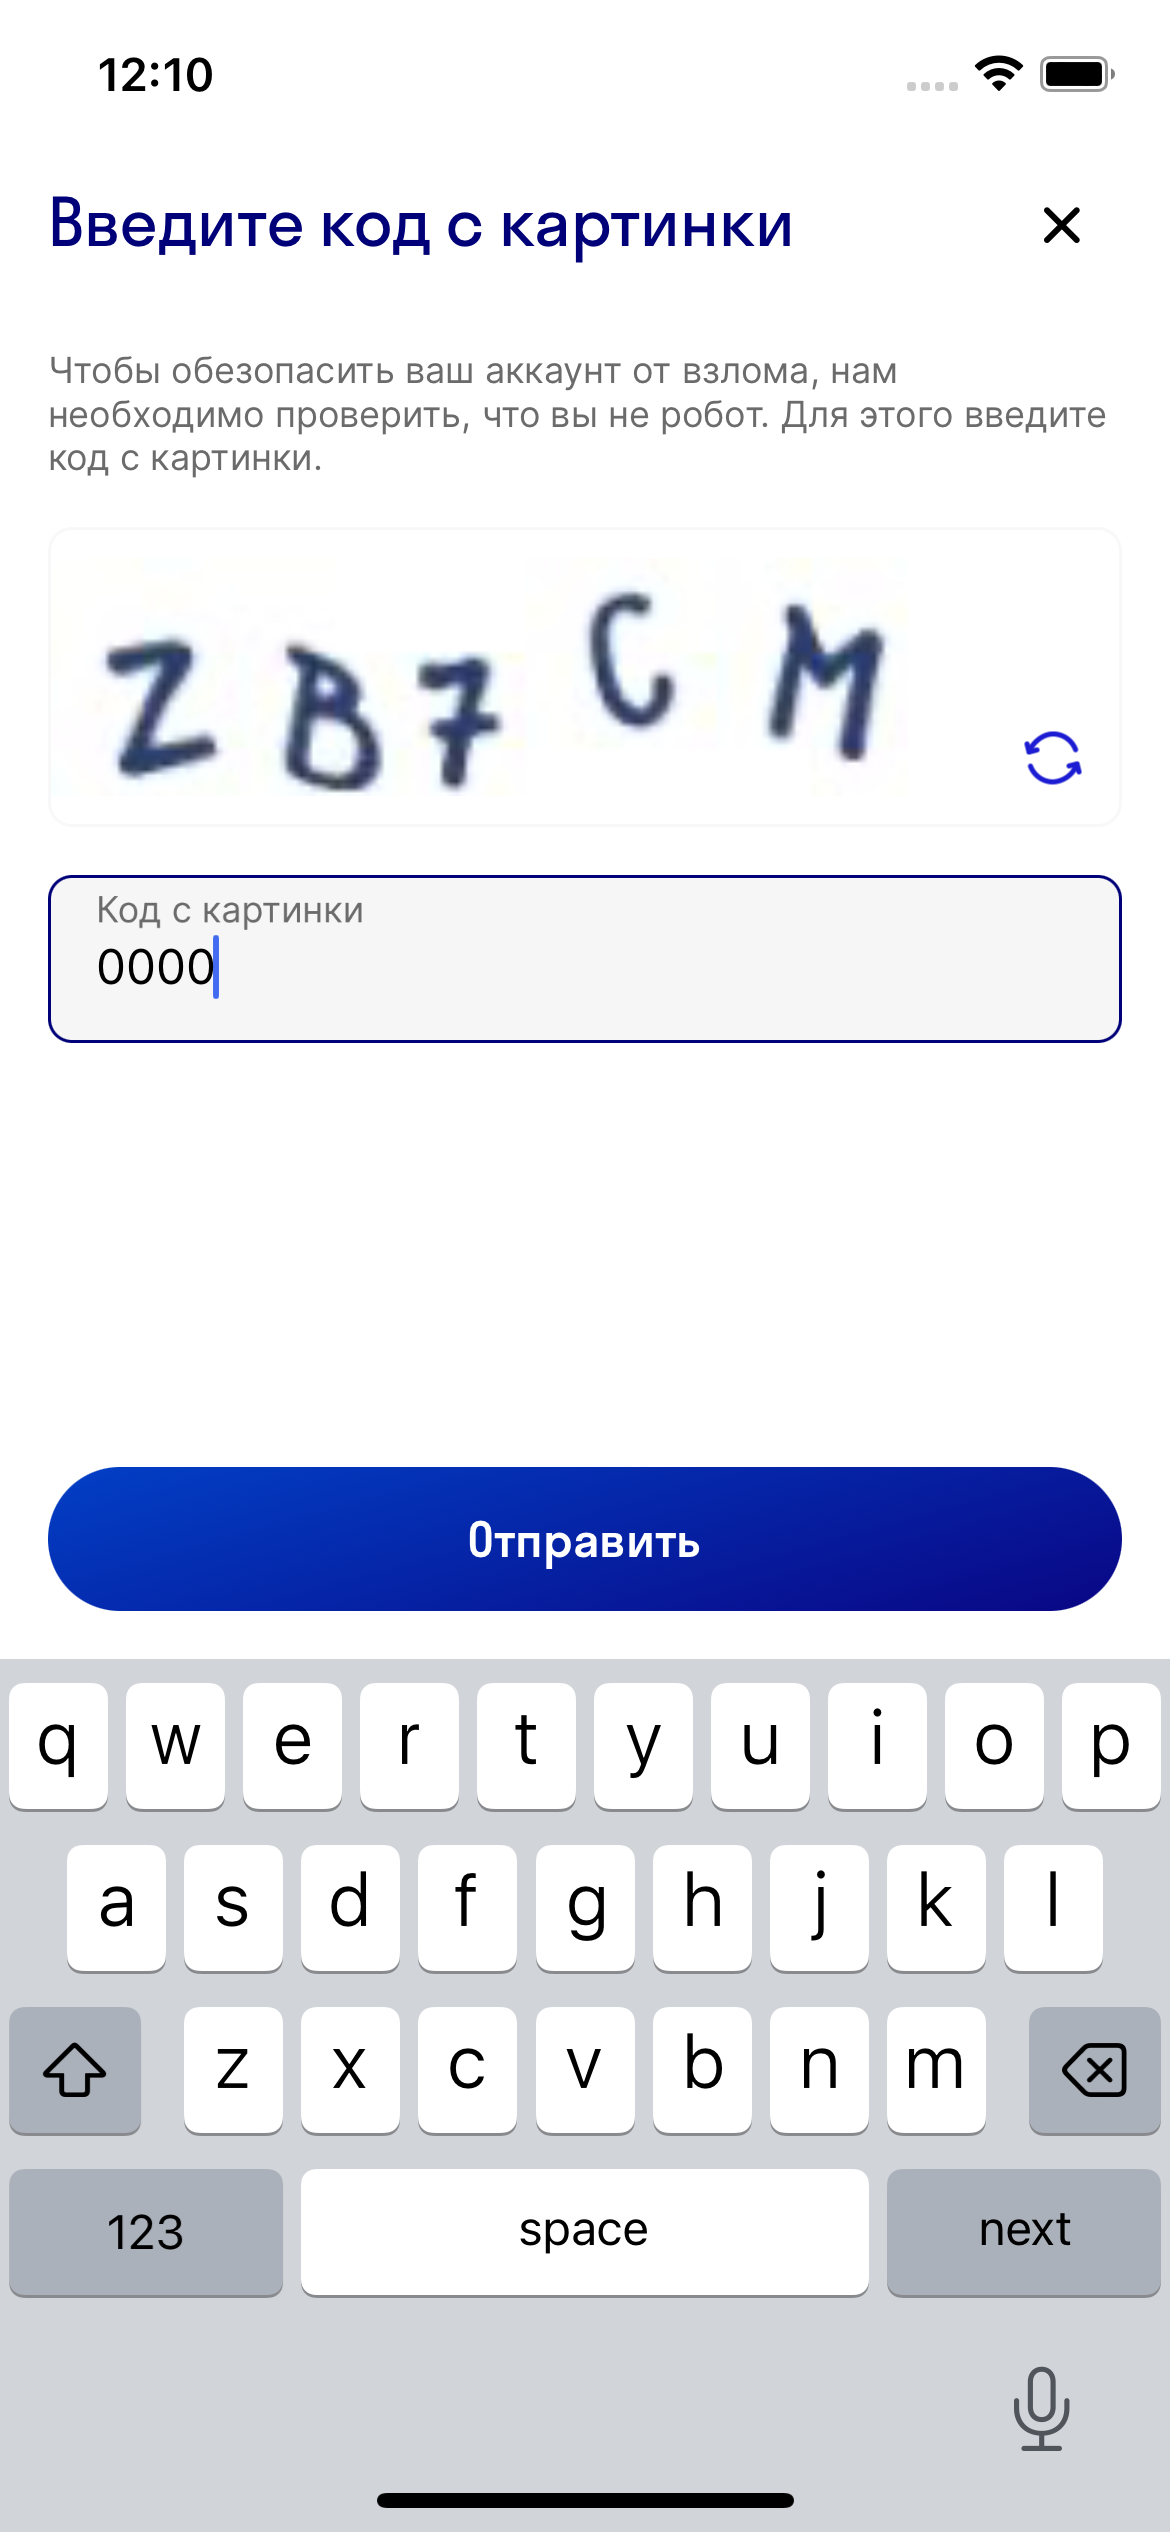 12:10
Введите код с картинки
Чтобы обезопасить ваш аккаунт от взлома, нам
необходимо проверить, что вы не робот. Для этого введите
код с картинки.
Z B 7 C M
Код с картинки
0000
Отправить
q w e r t y u i o p
a s d f g h j k l
z x c v b n m
123 space next